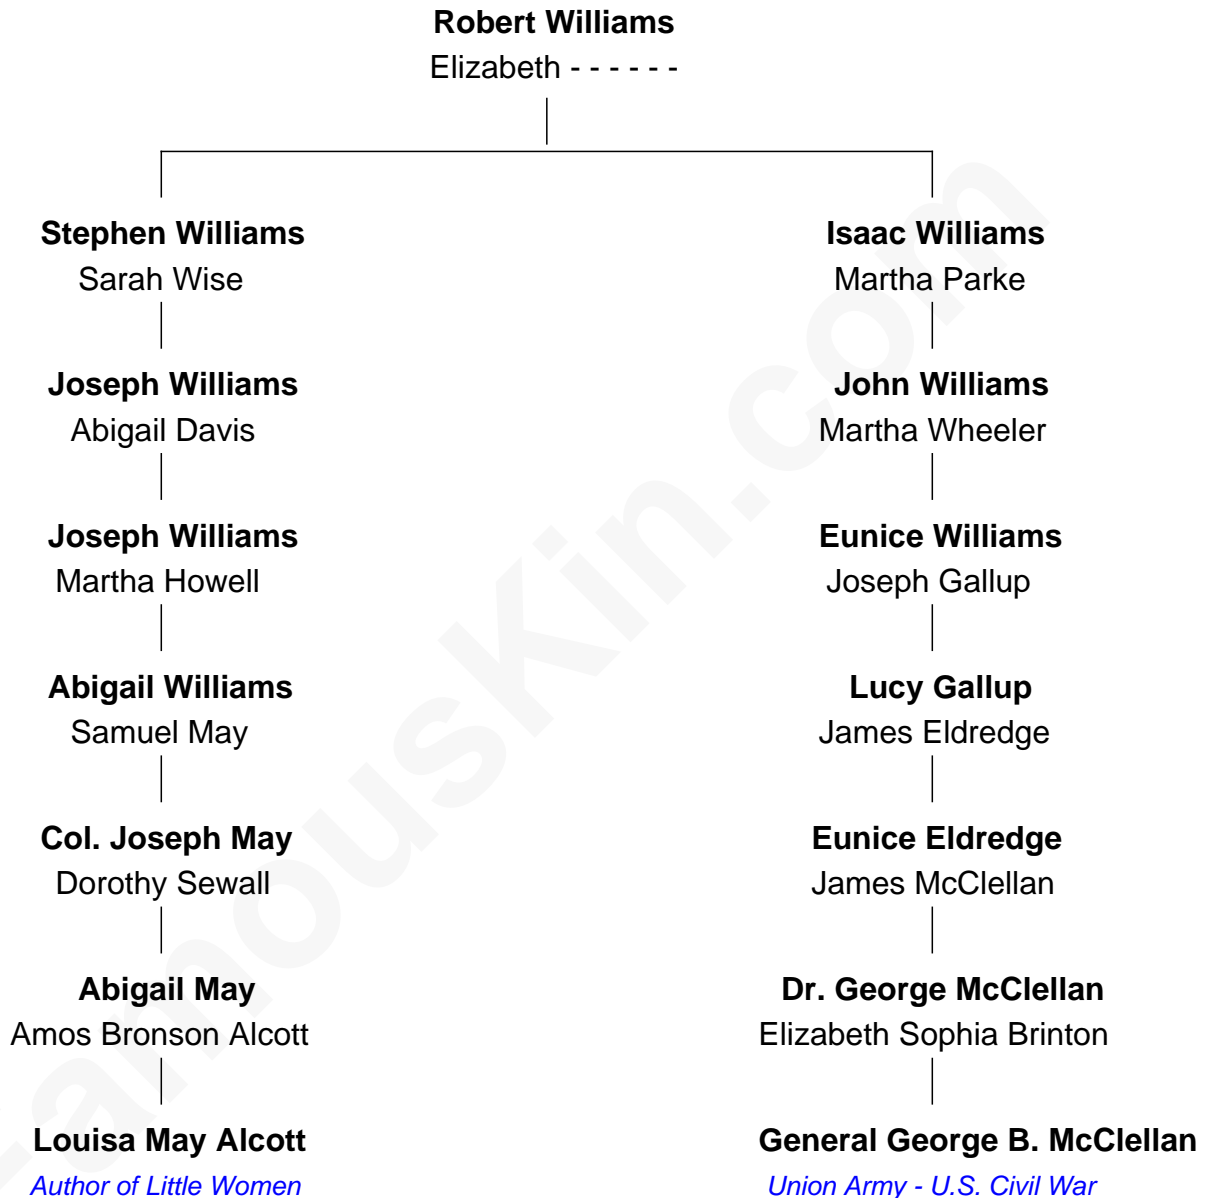 Robert Williams
Elizabeth - - - - - -
Stephen Williams
Sarah Wise
Isaac Williams
Martha Parke
Joseph Williams
Abigail Davis
John Williams
Martha Wheeler
Joseph Williams
Martha Howell
Eunice Williams
Joseph Gallup
Abigail Williams
Samuel May
Lucy Gallup
James Eldredge
Col. Joseph May
Dorothy Sewall
Eunice Eldredge
James McClellan
Abigail May
Amos Bronson Alcott
Dr. George McClellan
Elizabeth Sophia Brinton
Louisa May Alcott
Author of Little Women
General George B. McClellan
Union Army - U.S. Civil War
FamousKin.com